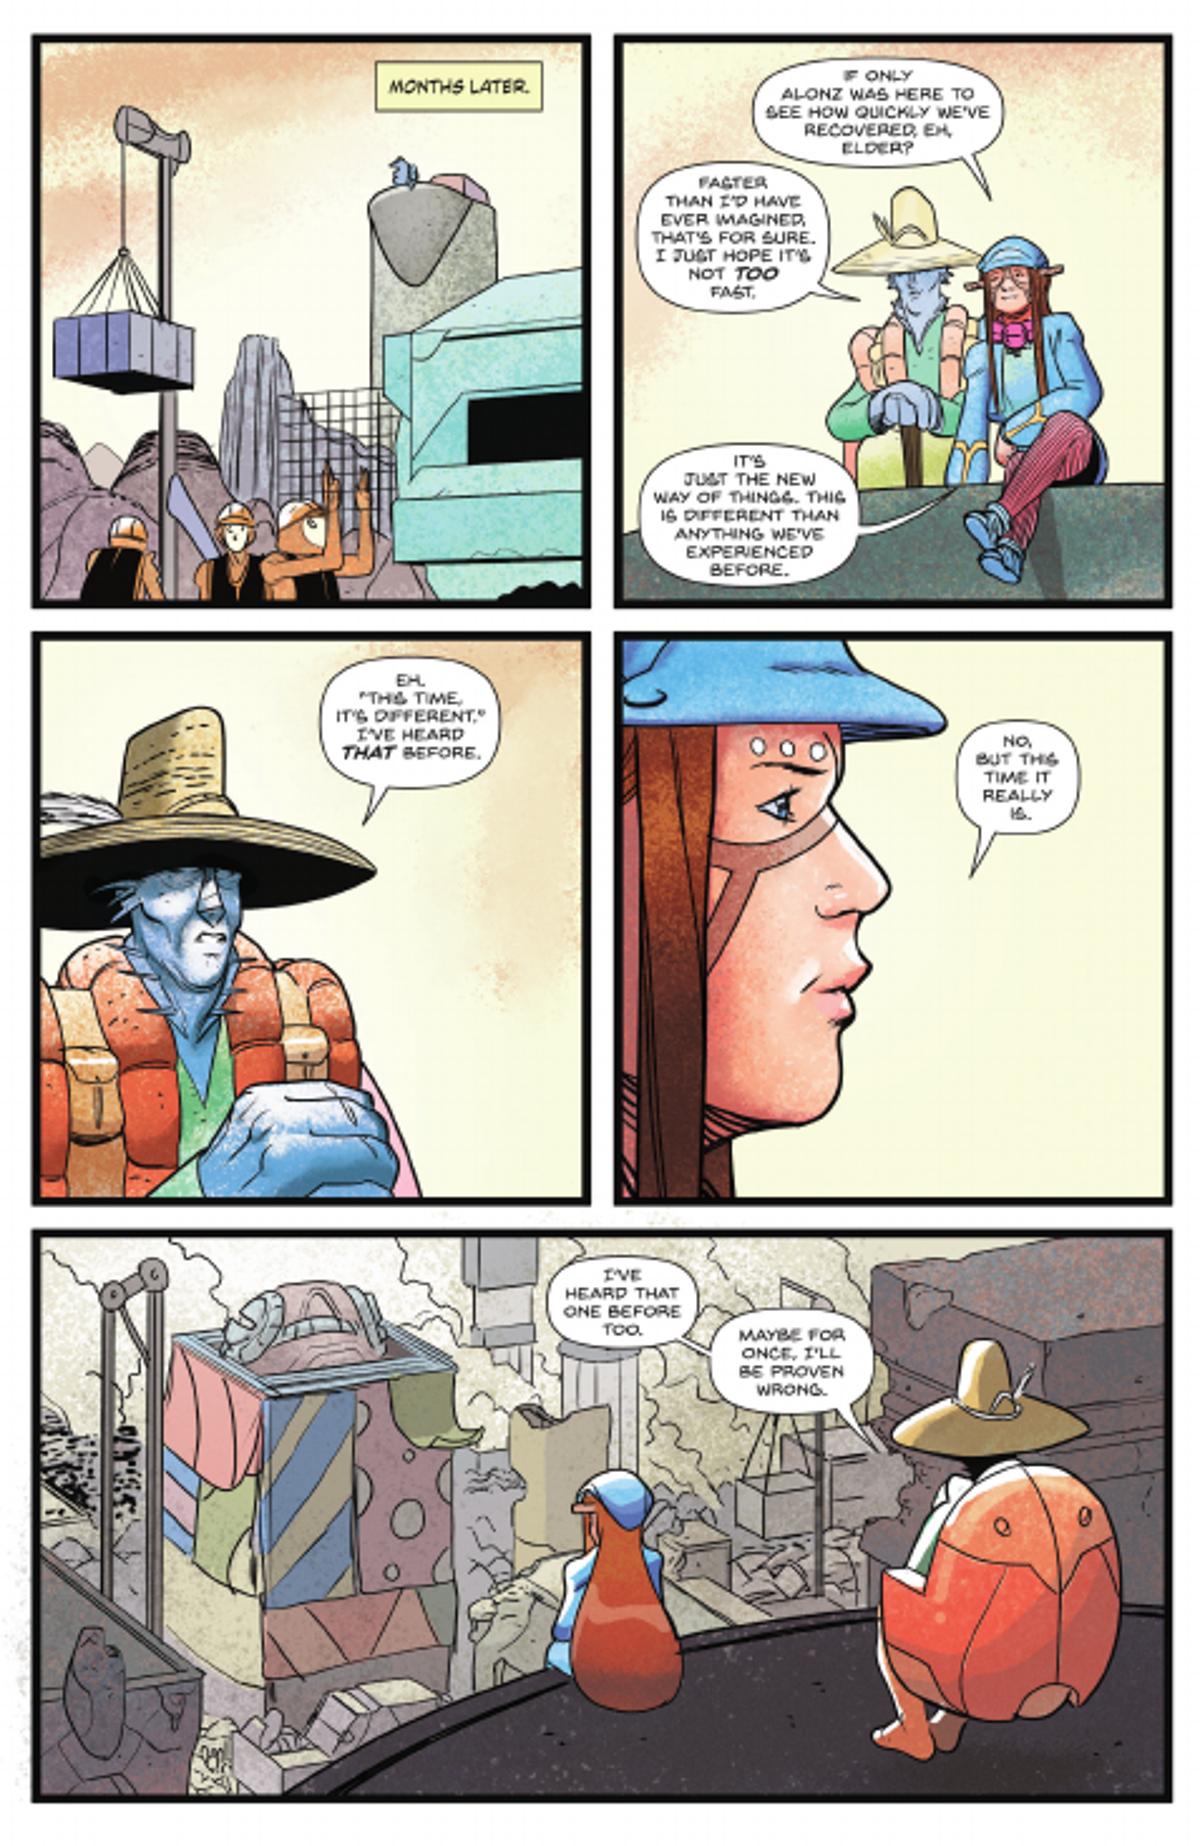 MONTHS LATER.
IF ONLY
ALONZ WAS HERE TO
SEE HOW QUICKLY WE'VE
RECOVERED, EH,
ELDER?
FASTER
THAN I'D HAVE
EVER IMAGINED,
THAT'S FOR SURE.
I JUST HOPE IT'S
NOT TOO
FAST.
IT'S
JUST THE NEW
WAY OF THINGS. THIS
IS DIFFERENT THAN
ANYTHING WE'VE
EXPERIENCED
BEFORE.
EH.
"THIS TIME,
IT'S DIFFERENT."
I'VE HEARD
THAT BEFORE.
NO,
BUT THIS
TIME IT
REALLY
IS.
I'VE
HEARD THAT
ONE BEFORE
TOO.
MAYBE FOR
ONCE, I'LL
BE PROVEN
WRONG.